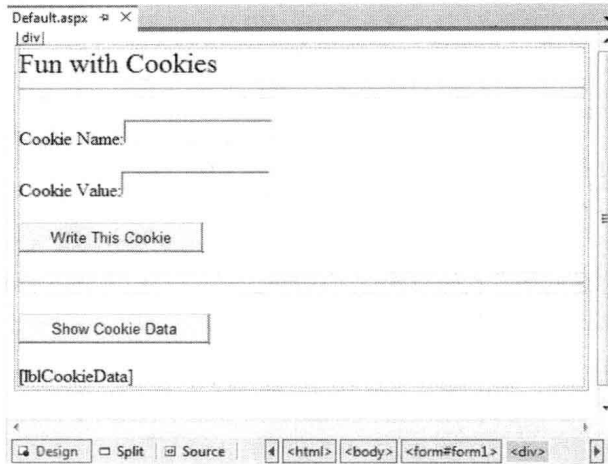 Default.aspx
div
Fun with Cookies
Cookie Name:
Cookie Value:
Write This Cookie
Show Cookie Data
[lblCookieData]
Design Split Source <html> <body> <form#form1> <div>